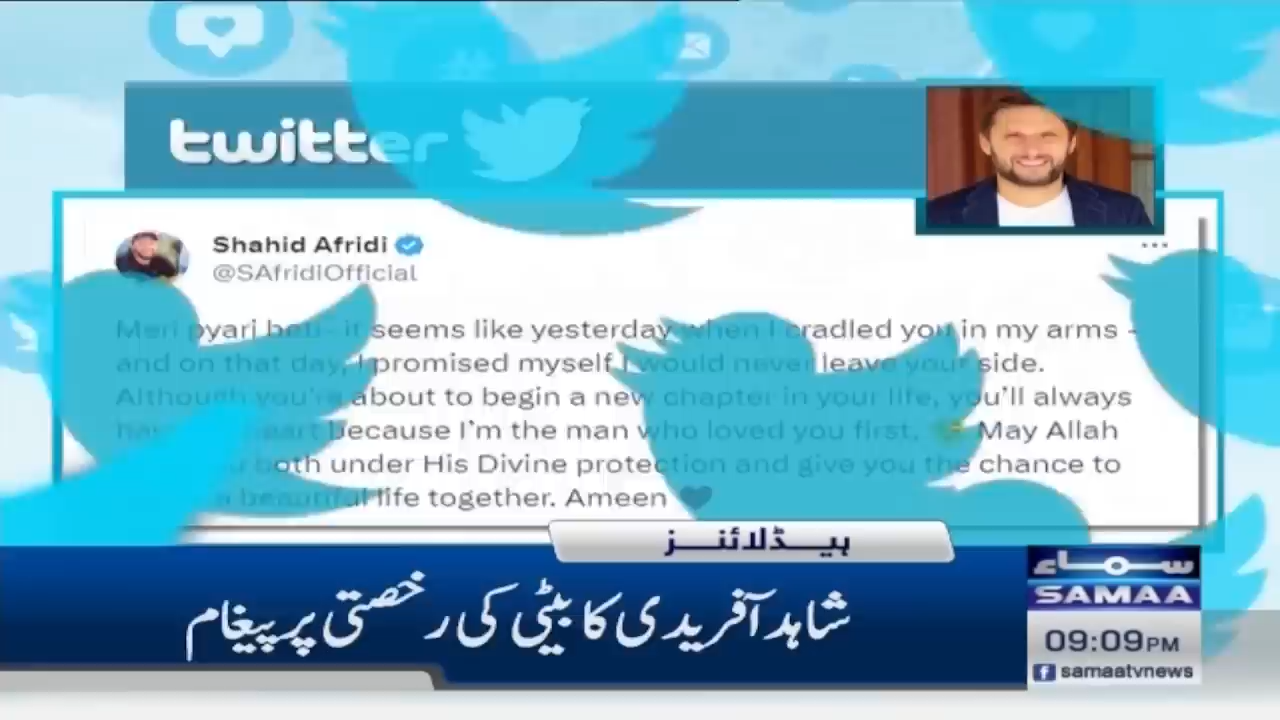 twitter
Shahid Afridi
@SAfridiOfficial
Meri pyari beti - it seems like yesterday when I cradled you in my arms -
and on that day, I promised myself I would never leave your side.
Although you're about to begin a new chapter in your life, you'll always
heart because I'm the man who loved you first. May Allah
both under His Divine protection and give you the chance to
a beautiful life together. Ameen 🖤
ہیڈلائنز
شاہد آفریدی کا بیٹی کی رخصتی پر پیغام
سماء
SAMAA
09:09PM
samaatvnews